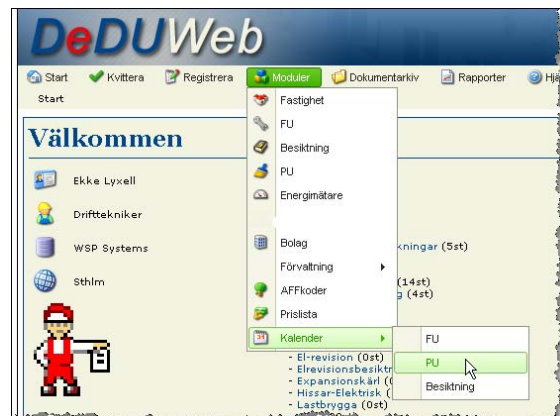 DeDUWeb
Start Kvittera Registrera Moduler Dokumentarkiv Rapporter
Start
Välkommen
Ekke Lyxell
Drifttekniker
WSP Systems
Sthlm
Fastighet
FU
Besiktning
PU
Energimätare
Bolag
Förvaltning
AFFkoder
Prislista
Kalender
FU
PU
Besiktning
(5st)
(14st)
(4st)
- El-revision (0st)
- Elrevisionsbesiktn
- Expansionskärl (
- Hissar-Elektrisk (
- Lastbrygga (0st)